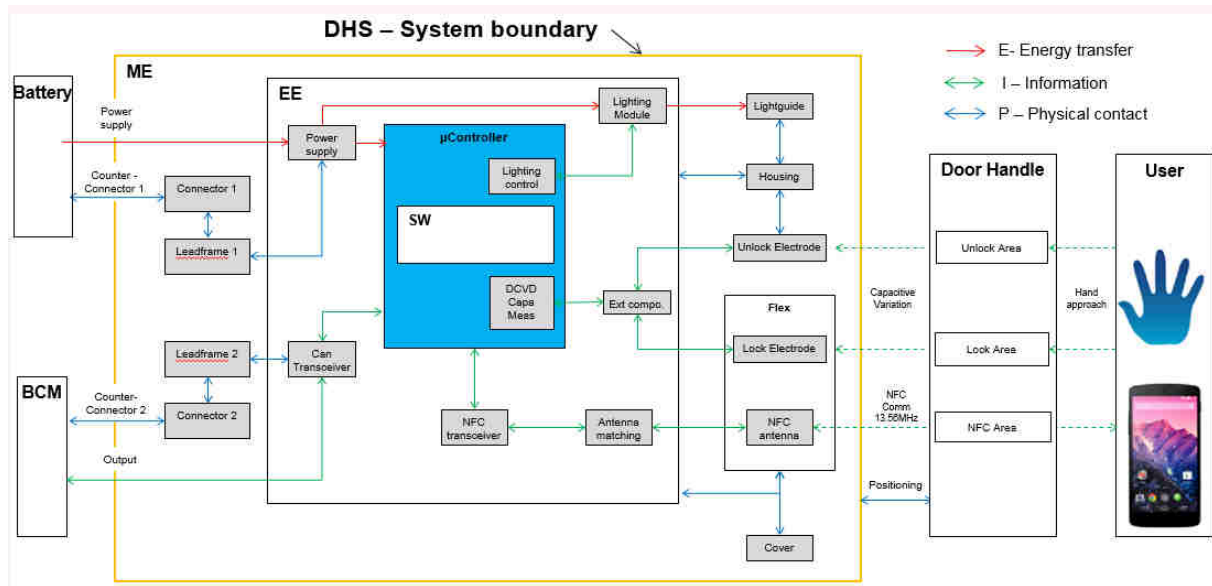 DHS – System boundary
E- Energy transfer
I – Information
P – Physical contact
ME
Battery
EE
Power
supply
Power
supply
Lighting
Module
Lightguide
µController
Lighting
control
Housing
Door Handle
User
Counter -
Connector 1
Connector 1
SW
Leadframe 1
Unlock Electrode
Unlock Area
DCVD
Capa
Meas
Ext compo.
Capacitive
Variation
Hand
approach
Flex
Leadframe 2
Can
Transceiver
Lock Electrode
Look Area
BCM
Counter-
Connector 2
Connector 2
NFC
transceiver
Antenna
matching
NFC
antenna
NFC
Comm
13.56MHz
NFC Area
Output
Positioning
Cover